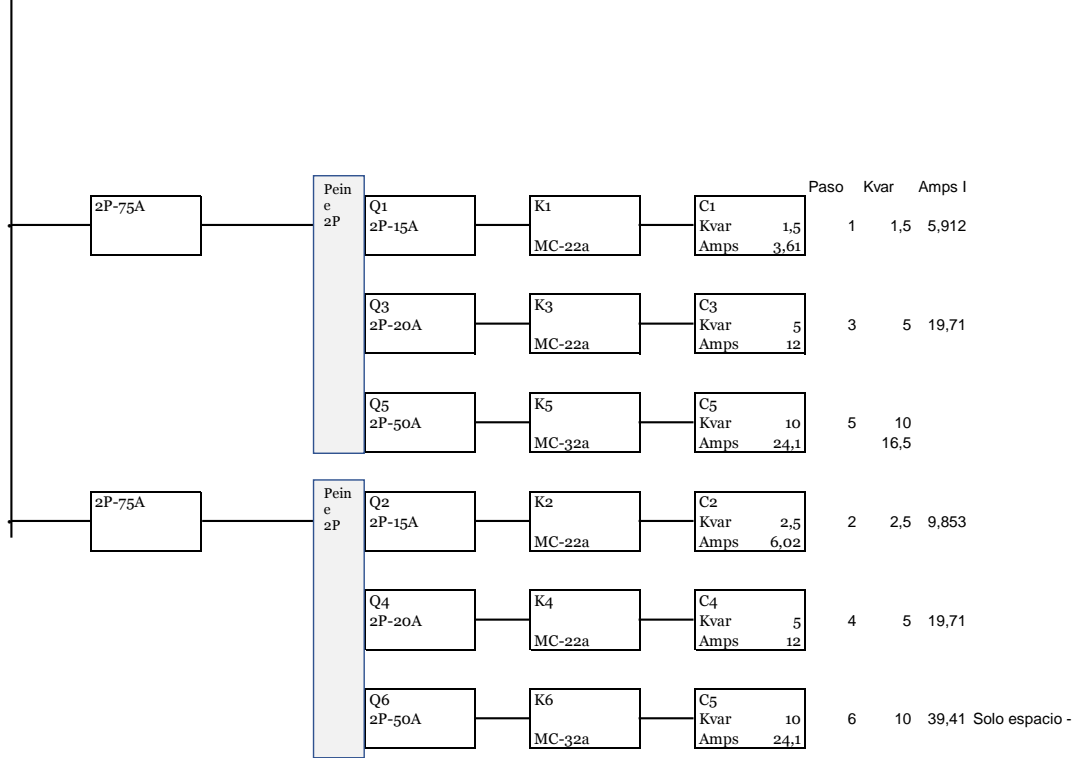 Paso Kvar Amps I
2P-75A
Pein
e
2P
Q1
2P-15A
K1
MC-22a
C1
Kvar 1,5
Amps 3,61
1 1,5 5,912
Q3
2P-20A
K3
MC-22a
C3
Kvar 5
Amps 12
3 5 19,71
Q5
2P-50A
K5
MC-32a
C5
Kvar 10
Amps 24,1
5 10
16,5
2P-75A
Pein
e
2P
Q2
2P-15A
K2
MC-22a
C2
Kvar 2,5
Amps 6,02
2 2,5 9,853
Q4
2P-20A
K4
MC-22a
C4
Kvar 5
Amps 12
4 5 19,71
Q6
2P-50A
K6
MC-32a
C5
Kvar 10
Amps 24,1
6 10 39,41 Solo espacio -